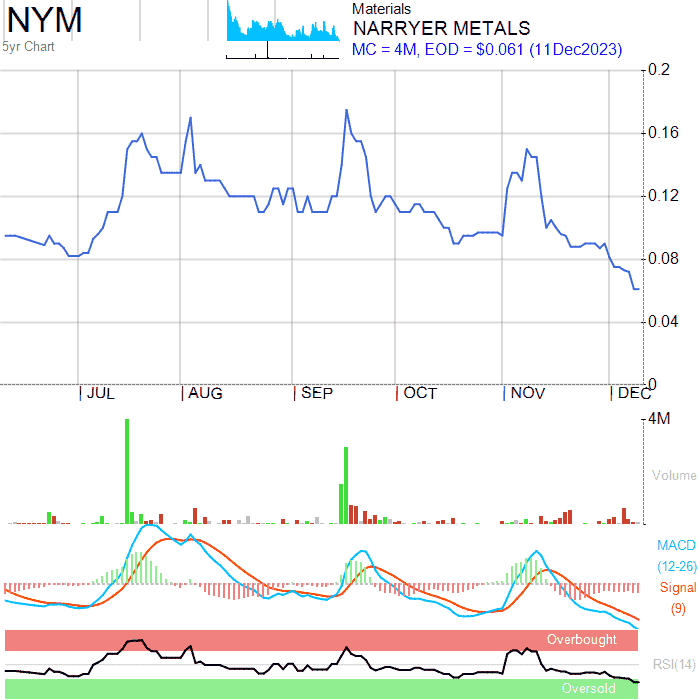 NYM
5yr Chart
Materials
NARRYER METALS
MC = 4M, EOD = $0.061 (11Dec2023)
0.2
0.16
0.12
0.08
0.04
0
JUL AUG SEP OCT NOV DEC
4M
Volume
MACD
(12-26)
Signal
(9)
Overbought
RSI(14)
Oversold